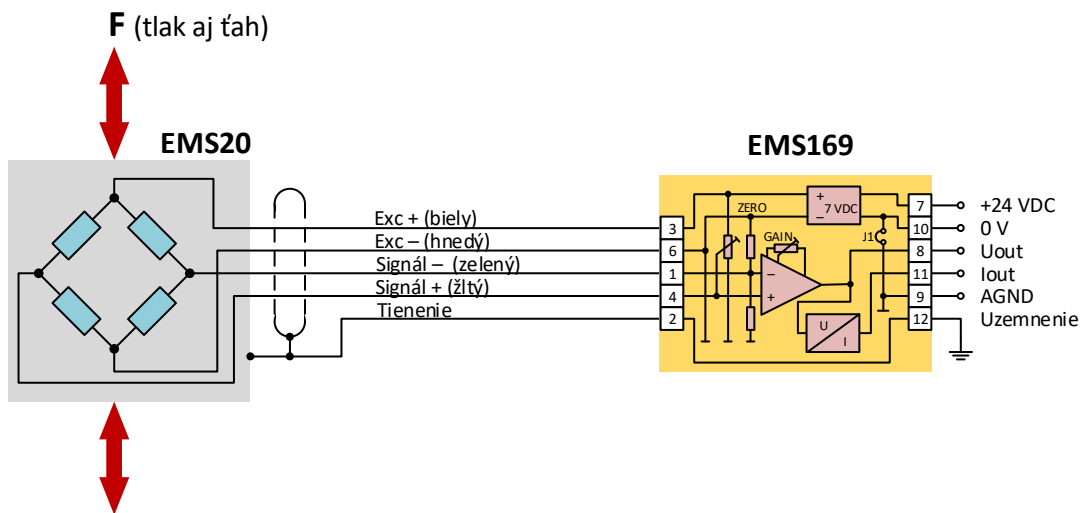 F (tlak aj ťah)
EMS20
EMS169
Exc + (biely)
Exc – (hnedý)
Signál – (zelený)
Signál + (žltý)
Tienenie
3
6
1
4
2
ZERO
GAIN
+
–
7 VDC
J1
–
+
U
I
7
10
8
11
9
12
+24 VDC
0 V
Uout
Iout
AGND
Uzemnenie